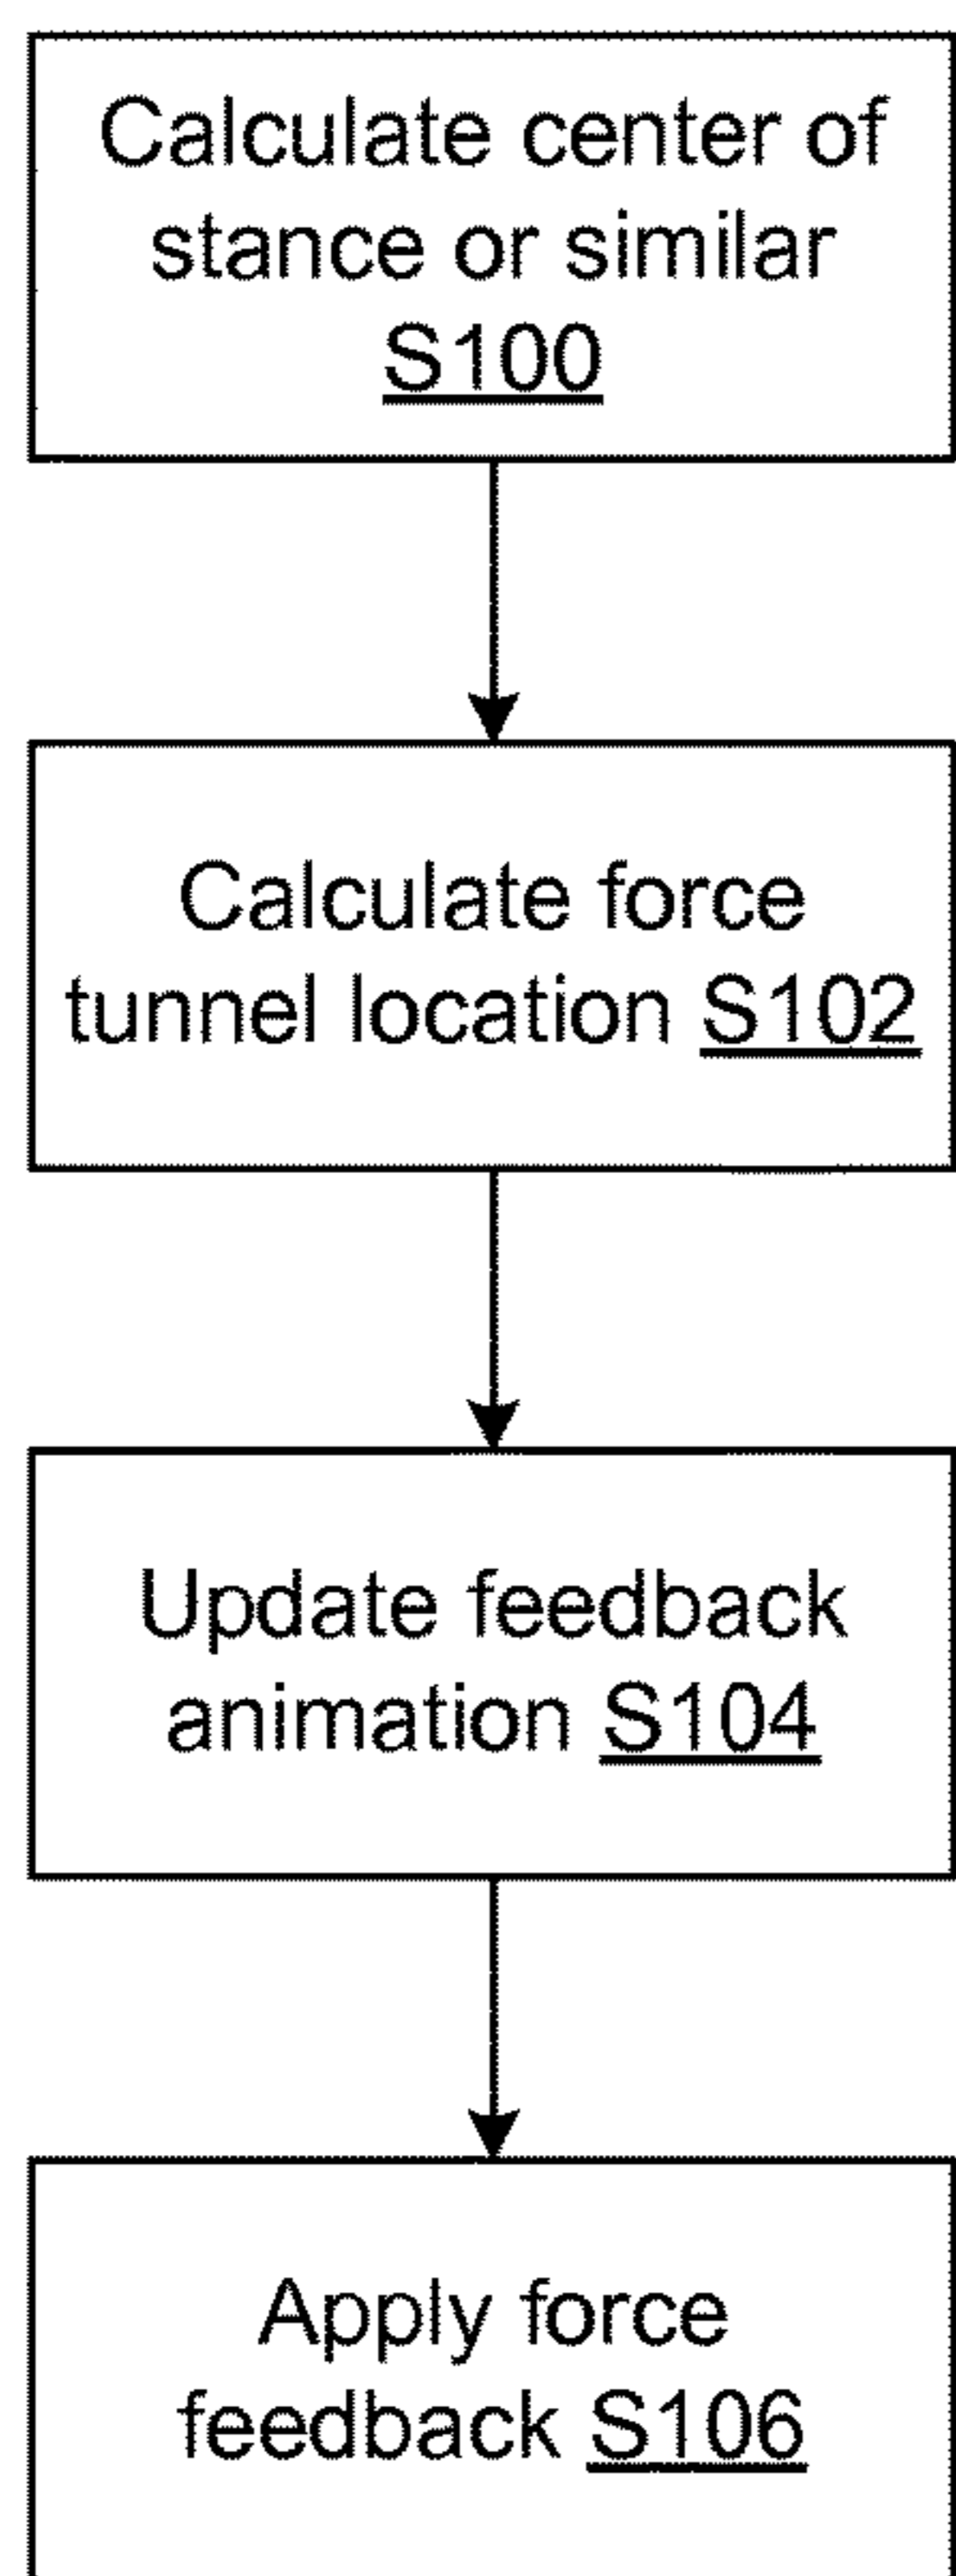 Calculate center of
stance or similar
S100
Calculate force
tunnel location S102
Update feedback
animation S104
Apply force
feedback S106